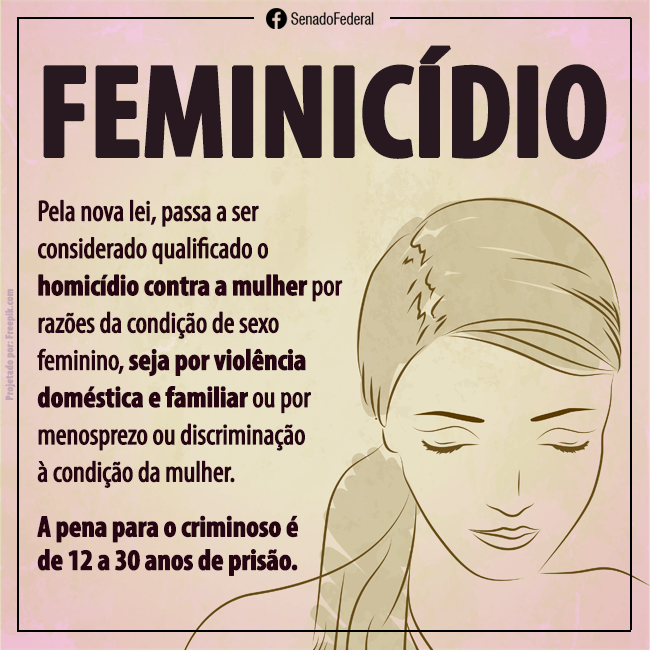 SenadoFederal
FEMINICÍDIO
Pela nova lei, passa a ser
considerado qualificado o
homicídio contra a mulher por
razões da condição de sexo
feminino, seja por violência
doméstica e familiar ou por
menosprezo ou discriminação
à condição da mulher.
A pena para o criminoso é
de 12 a 30 anos de prisão.
Projetado por: Freepik.com